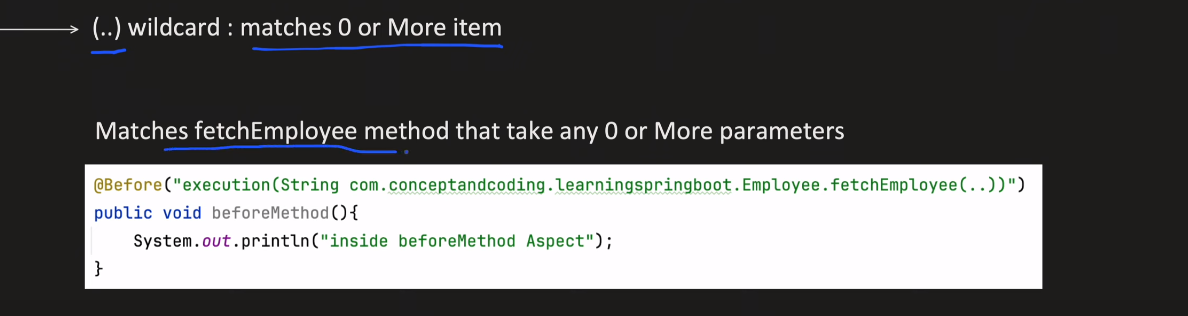 (..) wildcard : matches 0 or More item
Matches fetchEmployee method that take any 0 or More parameters
@Before("execution(String com.conceptandcoding.learningspringboot.Employee.fetchEmployee(..))")
public void beforeMethod(){
    System.out.println("inside beforeMethod Aspect");
}